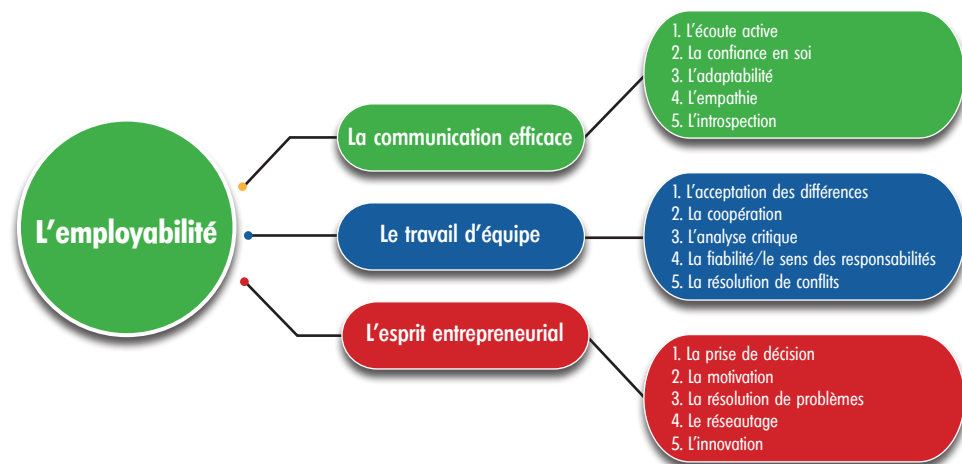 L'employabilité
La communication efficace
1. L'écoute active
2. La confiance en soi
3. L'adaptabilité
4. L'empathie
5. L'introspection
Le travail d'équipe
1. L'acceptation des différences
2. La coopération
3. L'analyse critique
4. La fiabilité/le sens des responsabilités
5. La résolution de conflits
L'esprit entrepreneurial
1. La prise de décision
2. La motivation
3. La résolution de problèmes
4. Le réseautage
5. L'innovation